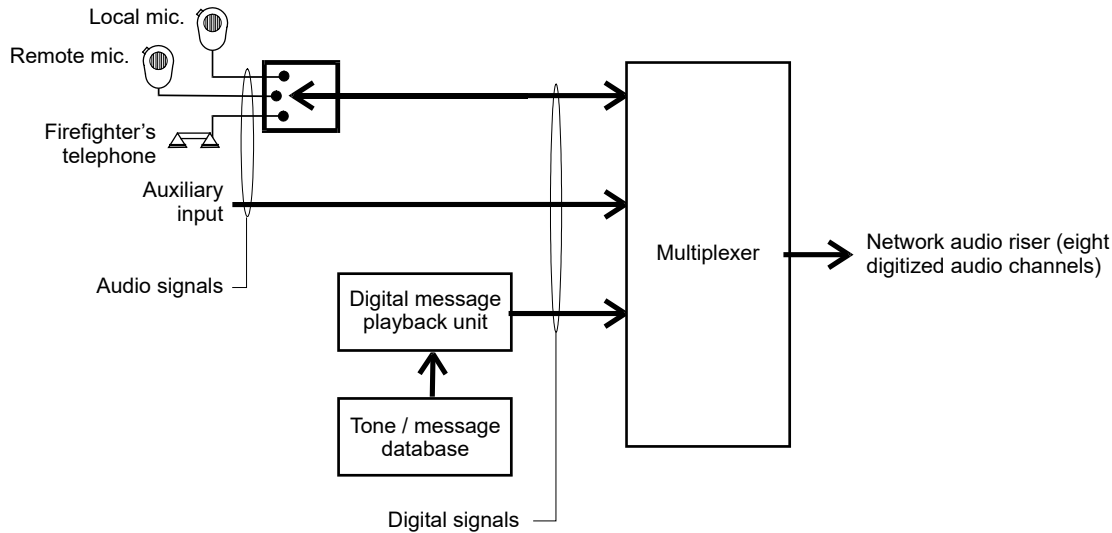 Local mic.
Remote mic.
Firefighter's
telephone
Auxiliary
input
Audio signals
Digital message
playback unit
Tone / message
database
Digital signals
Multiplexer
Network audio riser (eight
digitized audio channels)